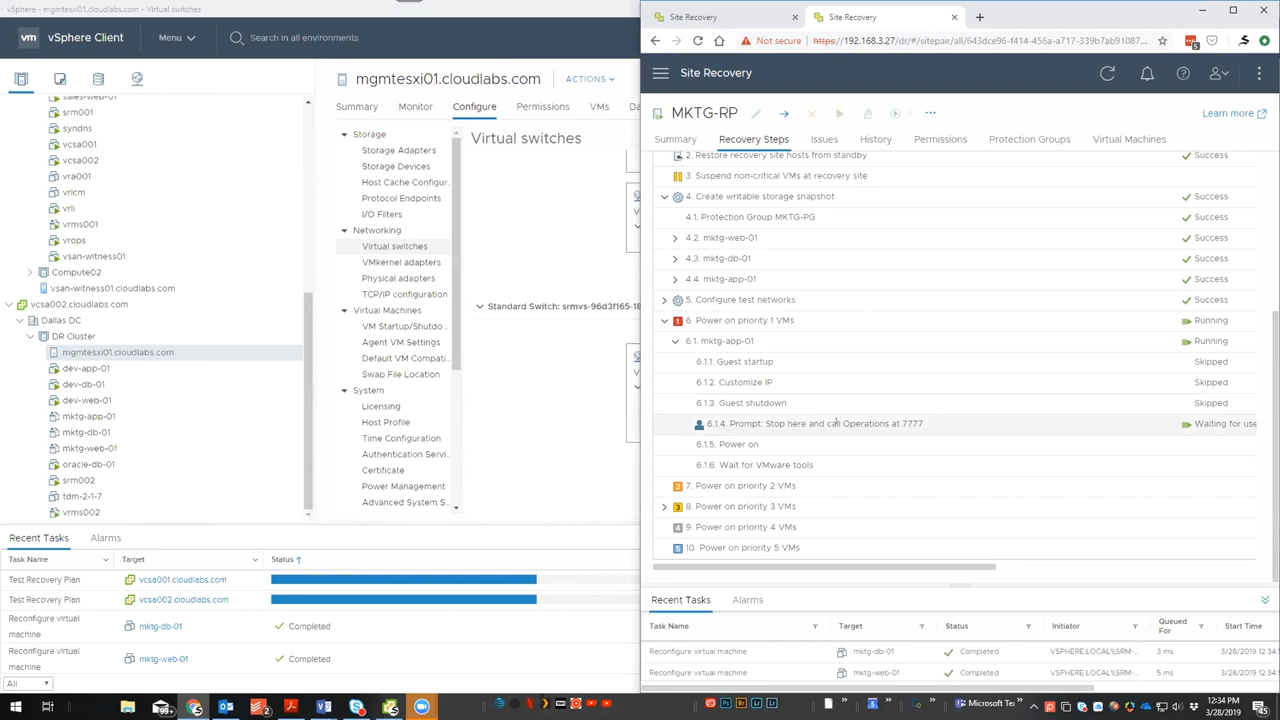 vSphere - mgmtesxi01.cloudlabs.com - Virtual switches
vm vSphere Client
Menu
Search in all environments
sales-web-01
srm001
syndns
vcsa001
vcsa002
vra001
vrlcm
vrli
vrms001
vrops
vsan-witness01
Compute02
vsan-witness01.cloudlabs.com
vcsa002.cloudlabs.com
Dallas DC
DR Cluster
mgmtesxi01.cloudlabs.com
dev-app-01
dev-db-01
dev-web-01
mktg-app-01
mktg-db-01
mktg-web-01
oracle-db-01
srm002
tdm-2-1-7
vrms002
mgmtesxi01.cloudlabs.com
ACTIONS
Summary Monitor Configure Permissions VMs Da
Storage
Storage Adapters
Storage Devices
Host Cache Configur..
Protocol Endpoints
I/O Filters
Networking
Virtual switches
VMkernel adapters
Physical adapters
TCP/IP configuration
Virtual Machines
VM Startup/Shutdo..
Agent VM Settings
Default VM Compati..
Swap File Location
System
Licensing
Host Profile
Time Configuration
Authentication Servi..
Certificate
Power Management
Advanced System S..
Virtual switches
Standard Switch: srmvs-96d3f165-18
Recent Tasks Alarms
Task Name Target Status
Test Recovery Plan vcsa001.cloudlabs.com
Test Recovery Plan vcsa002.cloudlabs.com
Reconfigure virtual machine mktg-db-01 Completed
Reconfigure virtual machine mktg-web-01 Completed
All
Site Recovery
Site Recovery
Not secure https://192.168.3.27/dr/#/sitepair/all/643dce96-f414-456a-a717-339b7ab91087...
Site Recovery
MKTG-RP
Learn more
Summary Recovery Steps Issues History Permissions Protection Groups Virtual Machines
2. Restore recovery site hosts from standby Success
3. Suspend non-critical VMs at recovery site
4. Create writable storage snapshot Success
4.1. Protection Group MKTG-PG Success
4.2. mktg-web-01 Success
4.3. mktg-db-01 Success
4.4. mktg-app-01 Success
5. Configure test networks Success
6. Power on priority 1 VMs Running
6.1. mktg-app-01 Running
6.1.1. Guest startup Skipped
6.1.2. Customize IP Skipped
6.1.3. Guest shutdown Skipped
6.1.4. Prompt: Stop here and call Operations at 7777 Waiting for use
6.1.5. Power on
6.1.6. Wait for VMware tools
7. Power on priority 2 VMs
8. Power on priority 3 VMs
9. Power on priority 4 VMs
10. Power on priority 5 VMs
Recent Tasks Alarms
Task Name Target Status Initiator Queued For Start Time
Reconfigure virtual machine mktg-db-01 Completed VSPHERE.LOCAL\\SRM-... 3 ms 3/28/2019 12:34
Reconfigure virtual machine mktg-web-01 Completed VSPHERE.LOCAL\\SRM-... 5 ms 3/28/2019 12:34
99+
Microsoft Te
12:34 PM
3/28/2019